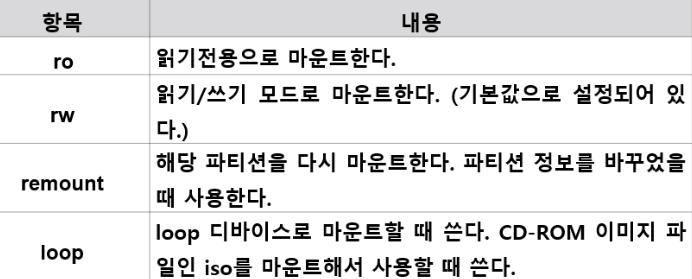 항목 내용
ro 읽기전용으로 마운트한다.
rw 읽기/쓰기 모드로 마운트한다. (기본값으로 설정되어 있
다.)
remount 해당 파티션을 다시 마운트한다. 파티션 정보를 바꾸었을
때 사용한다.
loop loop 디바이스로 마운트할 때 쓴다. CD-ROM 이미지 파
일인 iso를 마운트해서 사용할 때 쓴다.